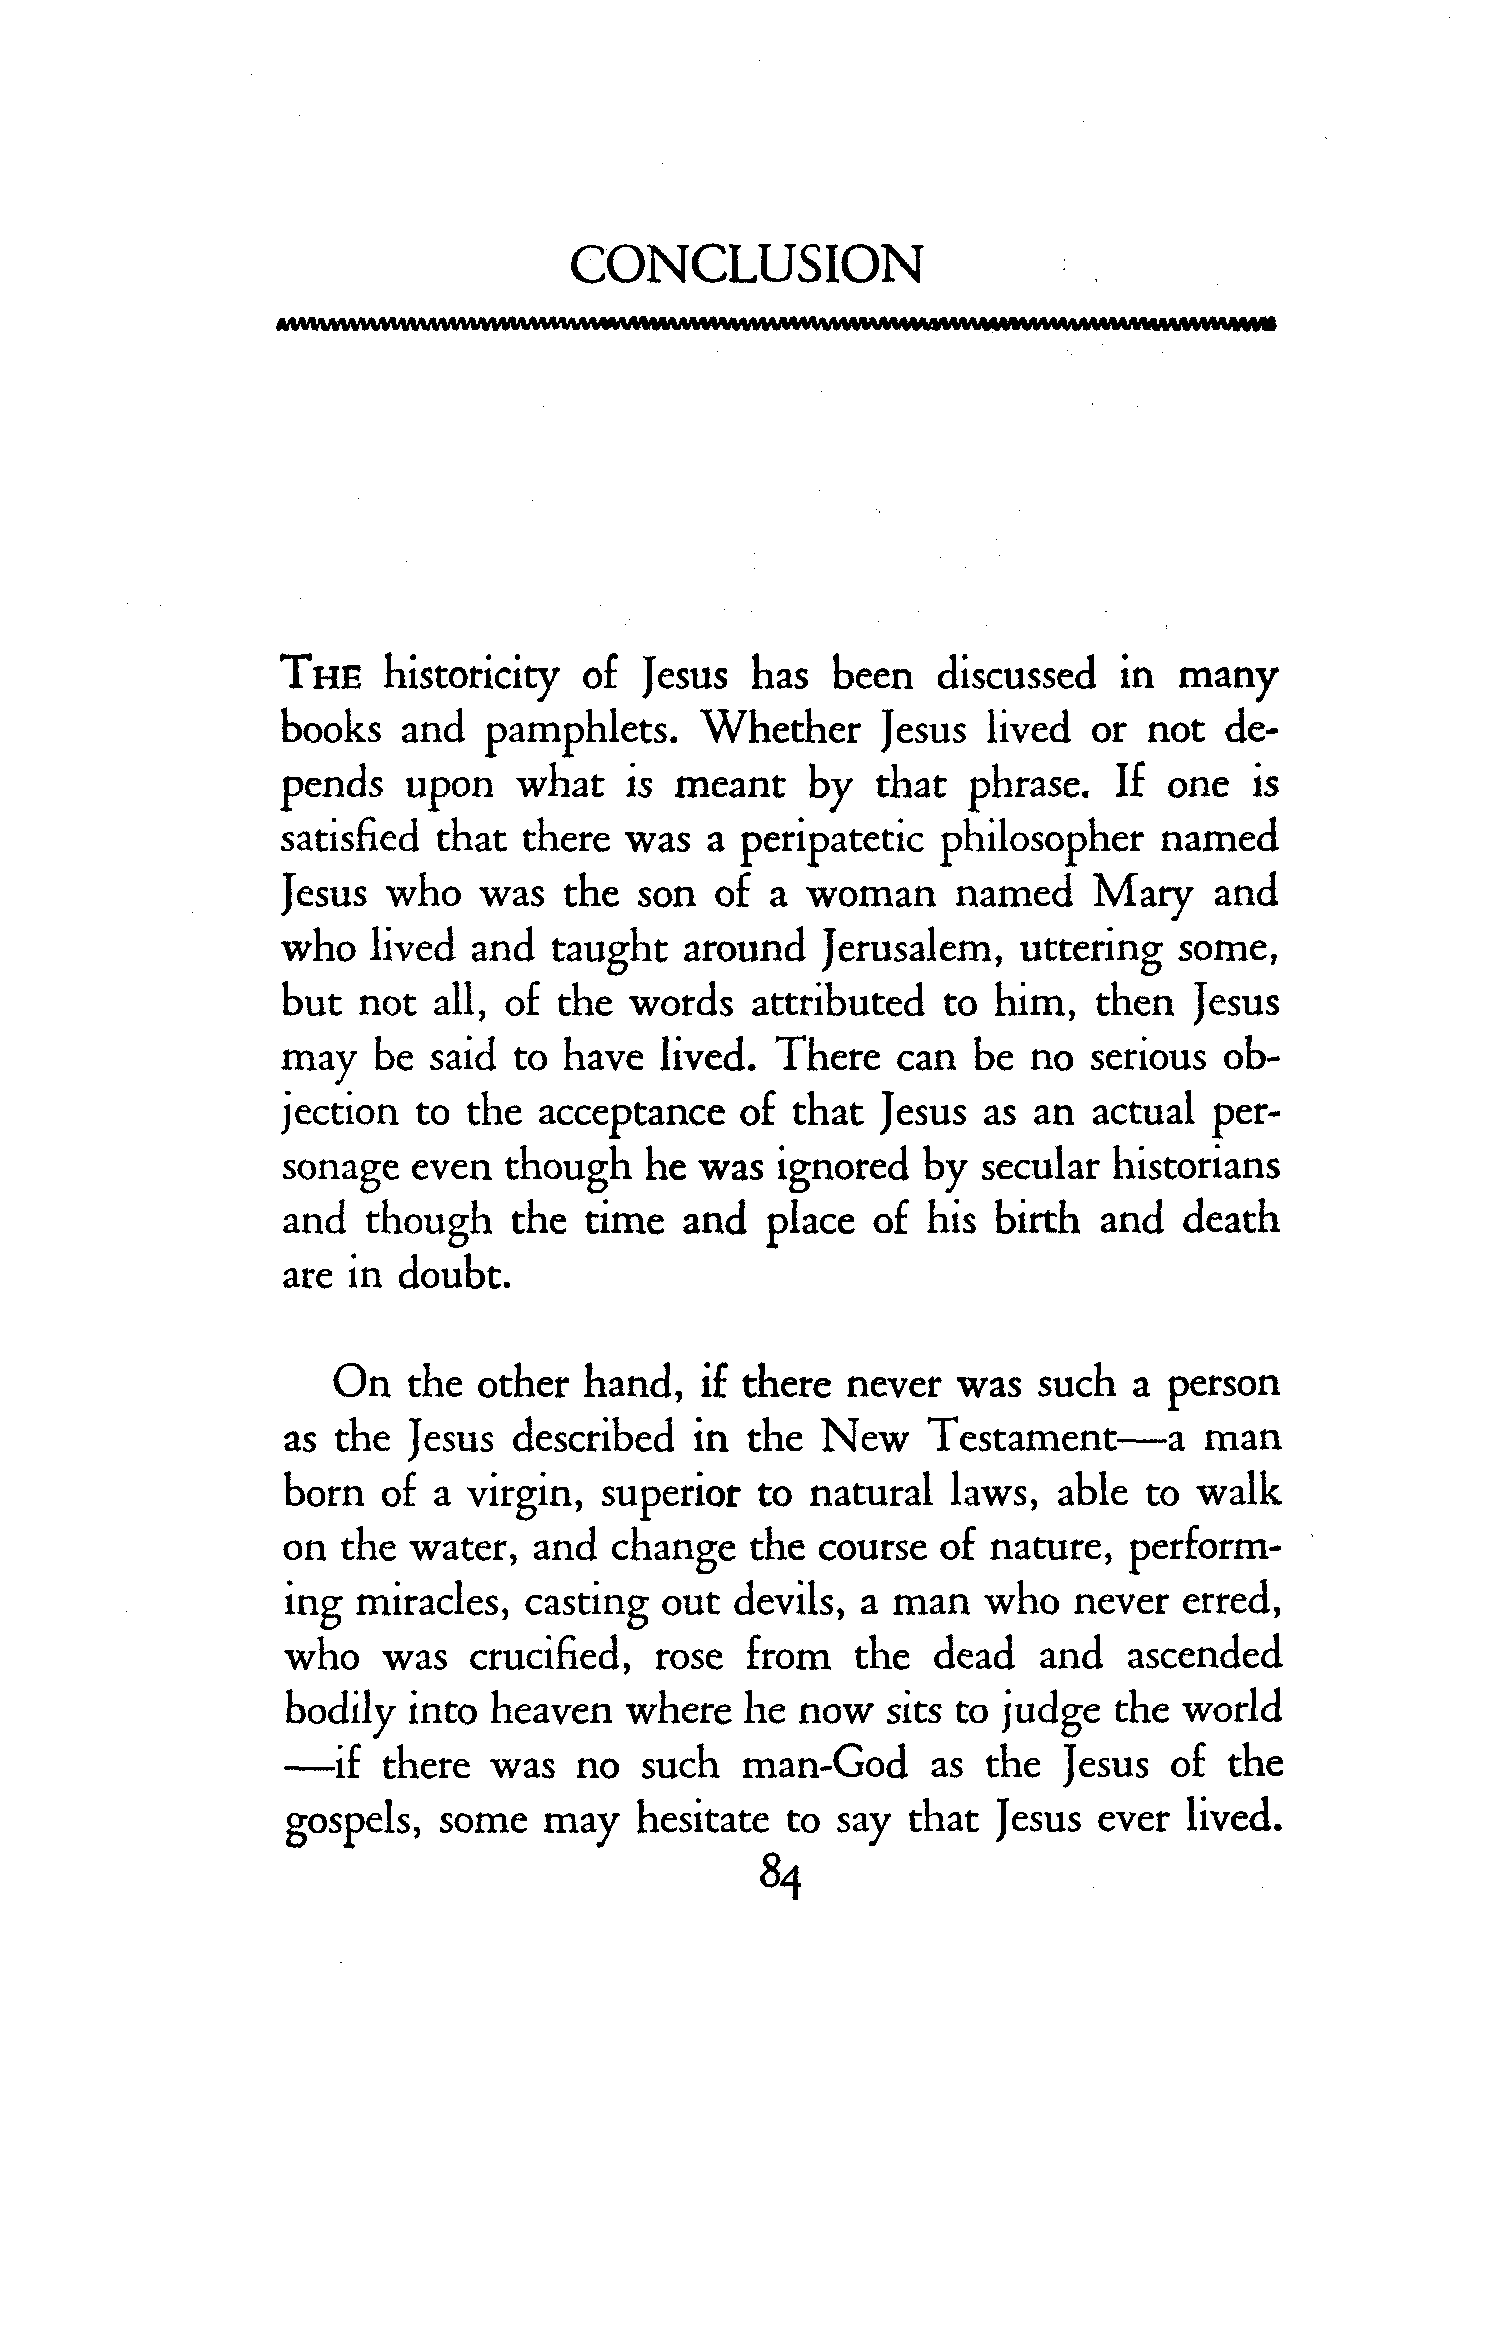 CONCLUSION
THE historicity of Jesus has been discussed in many
books and pamphlets. Whether Jesus lived or not de-
pends upon what is meant by that phrase. If one is
satisfied that there was a peripatetic philosopher named
Jesus who was the son of a woman named Mary and
who lived and taught around Jerusalem, uttering some,
but not all, of the words attributed to him, then Jesus
may be said to have lived. There can be no serious ob-
jection to the acceptance of that Jesus as an actual per-
sonage even though he was ignored by secular historians
and though the time and place of his birth and death
are in doubt.
On the other hand, if there never was such a person
as the Jesus described in the New Testament—a man
born of a virgin, superior to natural laws, able to walk
on the water, and change the course of nature, perform-
ing miracles, casting out devils, a man who never erred,
who was crucified, rose from the dead and ascended
bodily into heaven where he now sits to judge the world
—if there was no such man-God as the Jesus of the
gospels, some may hesitate to say that Jesus ever lived.
84